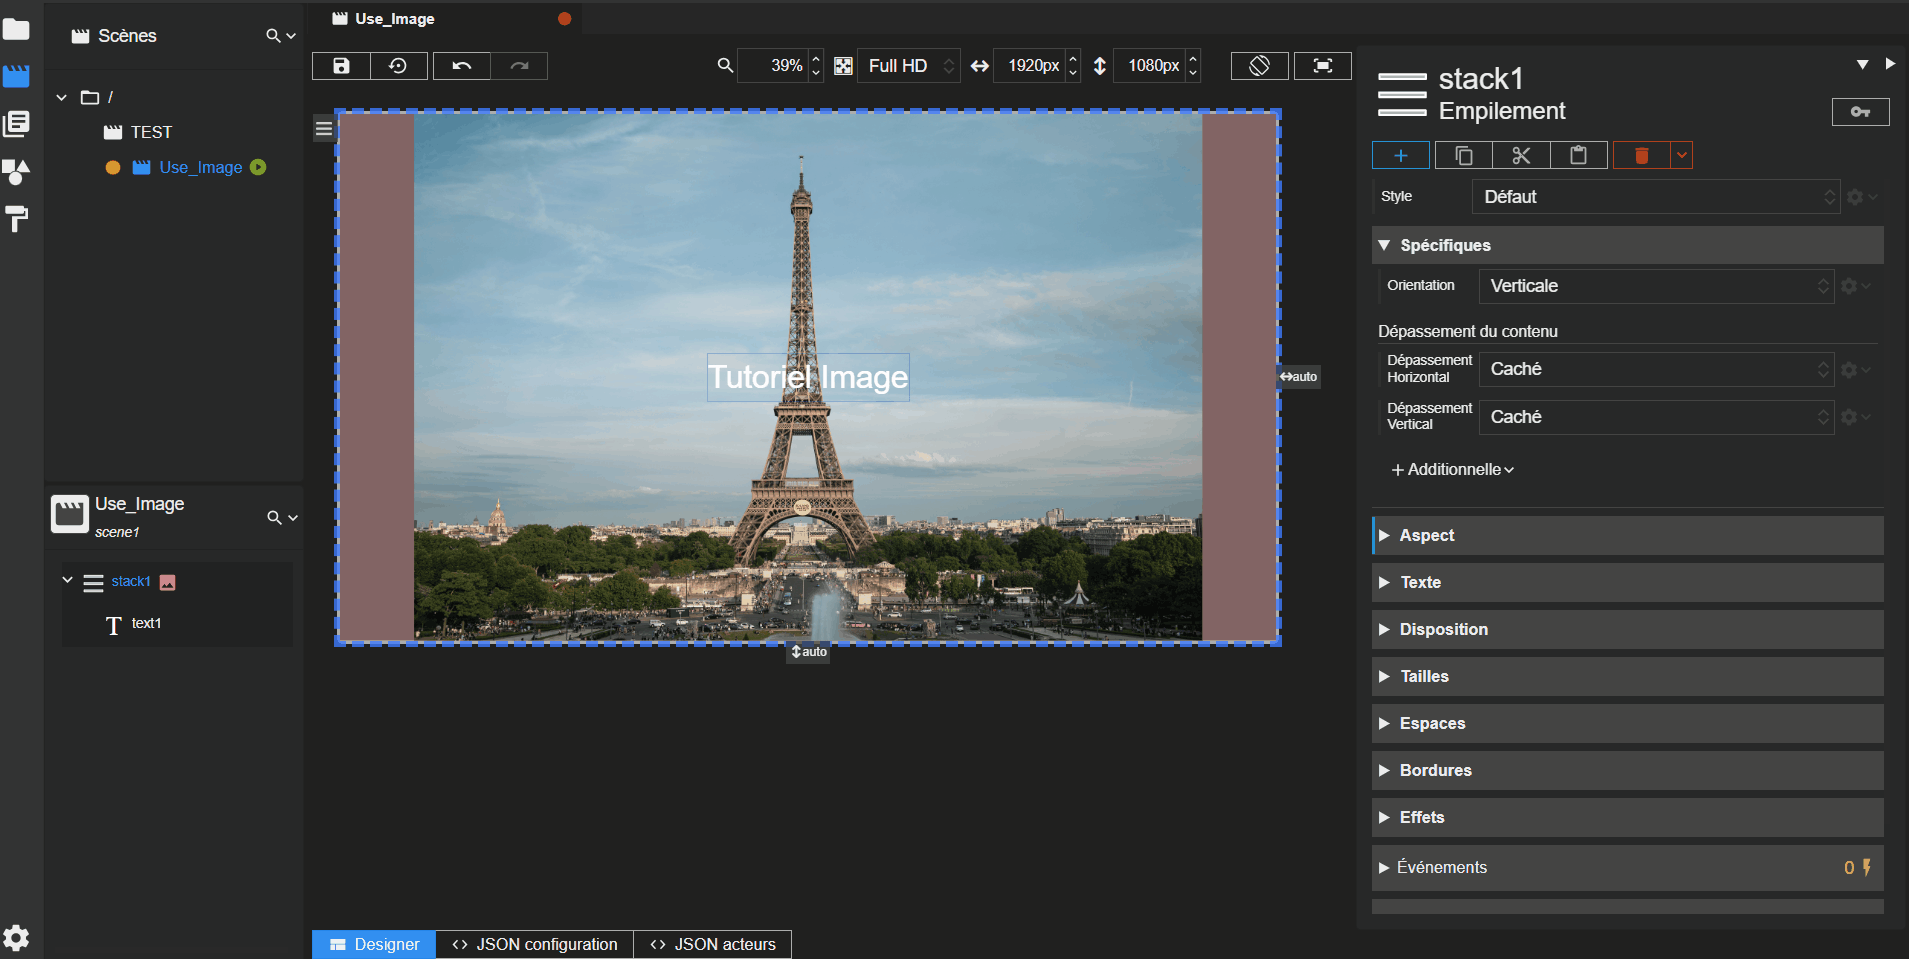 Scènes
/
TEST
Use_Image
Use_Image
scene1
stack1
text1
Use_Image
39%
Full HD
1920px
1080px
Tutoriel Image
auto
auto
Designer
JSON configuration
JSON acteurs
stack1
Empilement
Style
Défaut
Spécifiques
Orientation
Verticale
Dépassement du contenu
Dépassement
Horizontal
Caché
Dépassement
Vertical
Caché
+ Additionnelle
Aspect
Texte
Disposition
Tailles
Espaces
Bordures
Effets
Événements
0